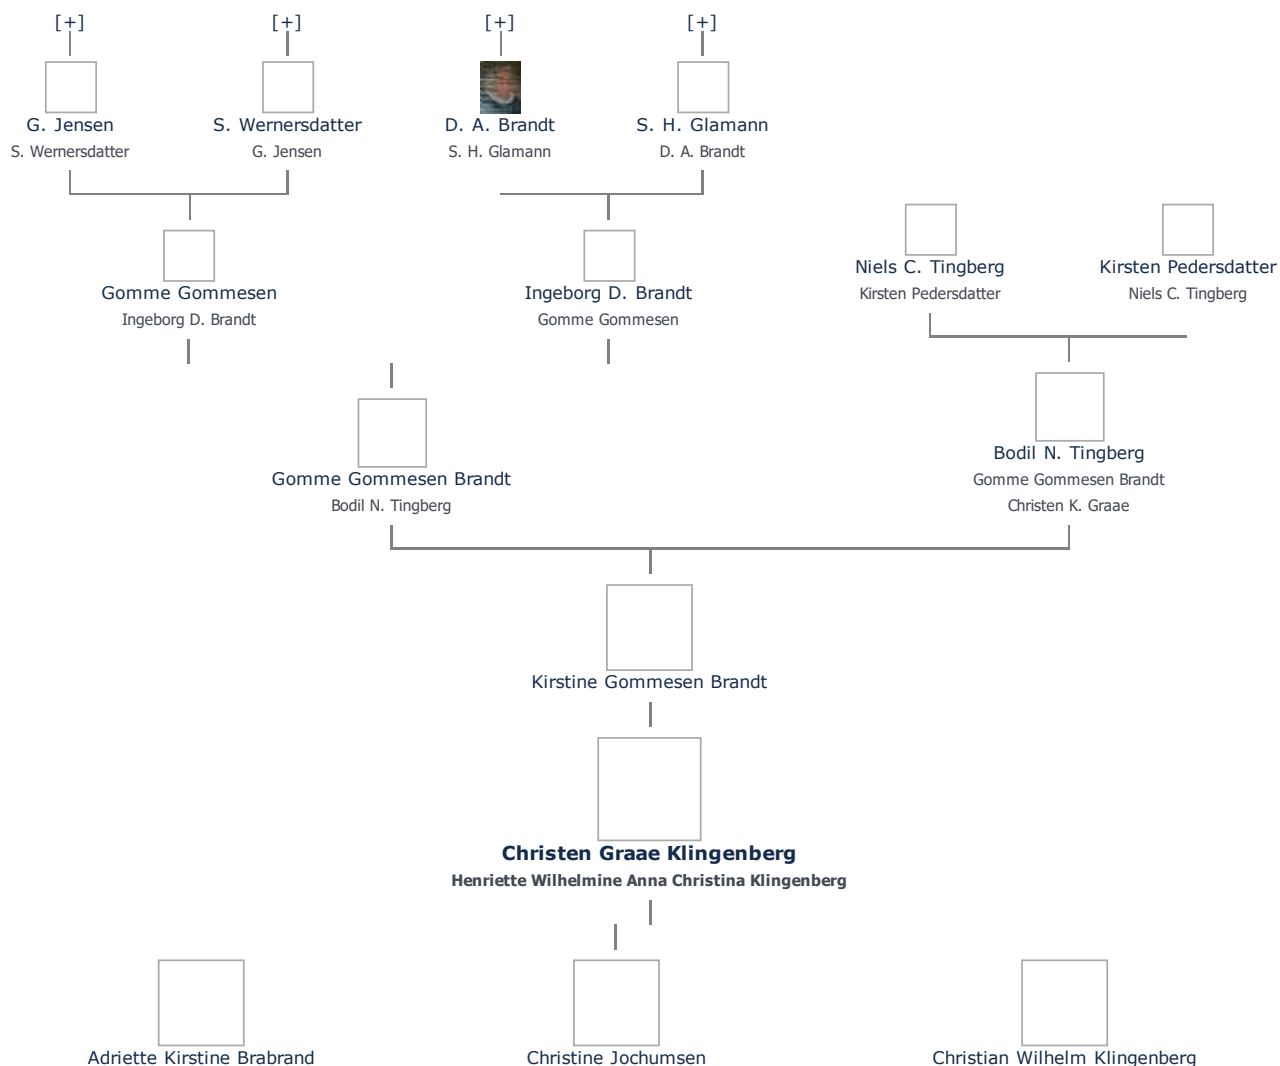 [+] [+] [+] [+]
G. Jensen S. Wernersdatter D. A. Brandt S. H. Glamann
S. Wernersdatter G. Jensen S. H. Glamann D. A. Brandt
Niels C. Tingberg Kirsten Pedersdatter
Kirsten Pedersdatter Niels C. Tingberg
Gomme Gommesen Ingeborg D. Brandt
Ingeborg D. Brandt Gomme Gommesen
Bodil N. Tingberg
Gomme Gommesen Brandt
Christen K. Graae
Gomme Gommesen Brandt
Bodil N. Tingberg
Kirstine Gommesen Brandt
Christen Graae Klingenberg
Henriette Wilhelmine Anna Christina Klingenberg
Adriette Kirstine Brabrand Christine Jochumsen Christian Wilhelm Klingenberg